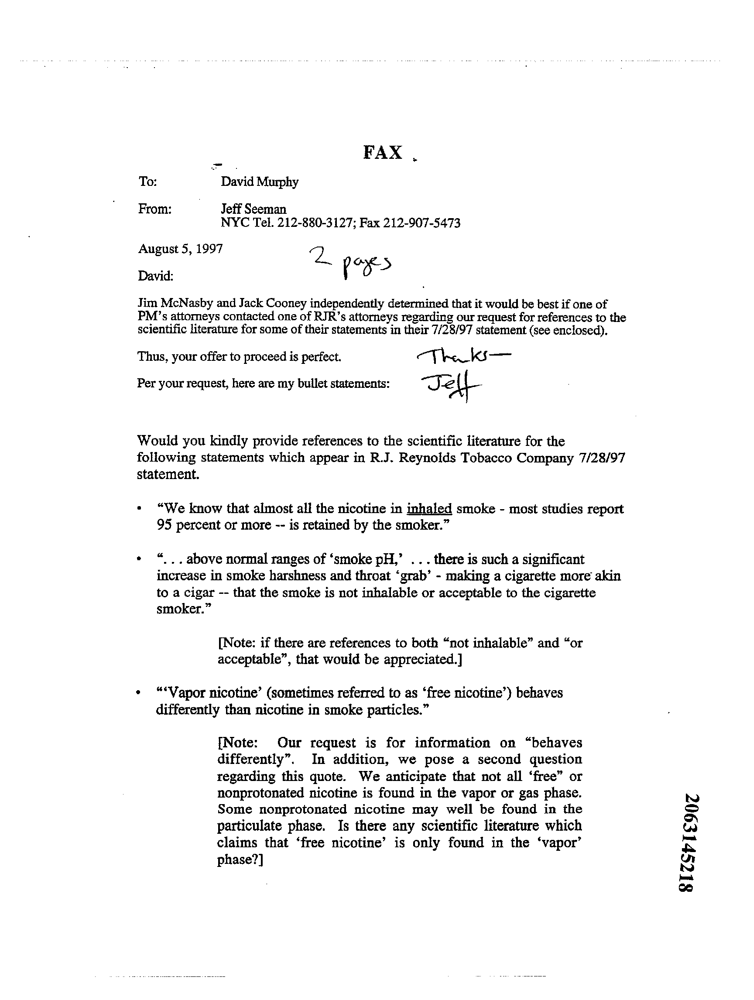 FAX
To: David Murphy
From: Jeff Seeman
NYC Tel. 212-880-3127; Fax 212-907-5473
August 5, 1997
2 pages
David:
Jim McNasby and Jack Cooney independently determined that it would be best if one of
PM's attorneys contacted one of RJR's attorneys regarding our request for references to the
scientific literature for some of their statements in their 7/28/97 statement (see enclosed).
Thus, your offer to proceed is perfect.
Thanks—
Per your request, here are my bullet statements:
Jeff
Would you kindly provide references to the scientific literature for the
following statements which appear in R.J. Reynolds Tobacco Company 7/28/97
statement.
• “We know that almost all the nicotine in inhaled smoke - most studies report
95 percent or more -- is retained by the smoker.”
• “. . . above normal ranges of ‘smoke pH,’ . . . there is such a significant
increase in smoke harshness and throat ‘grab’ - making a cigarette more akin
to a cigar -- that the smoke is not inhalable or acceptable to the cigarette
smoker.”
[Note: if there are references to both “not inhalable” and “or
acceptable”, that would be appreciated.]
• “‘Vapor nicotine’ (sometimes referred to as ‘free nicotine’) behaves
differently than nicotine in smoke particles.”
[Note: Our request is for information on “behaves
differently”. In addition, we pose a second question
regarding this quote. We anticipate that not all ‘free” or
nonprotonated nicotine is found in the vapor or gas phase.
Some nonprotonated nicotine may well be found in the
particulate phase. Is there any scientific literature which
claims that ‘free nicotine’ is only found in the ‘vapor’
phase?]
2063145218